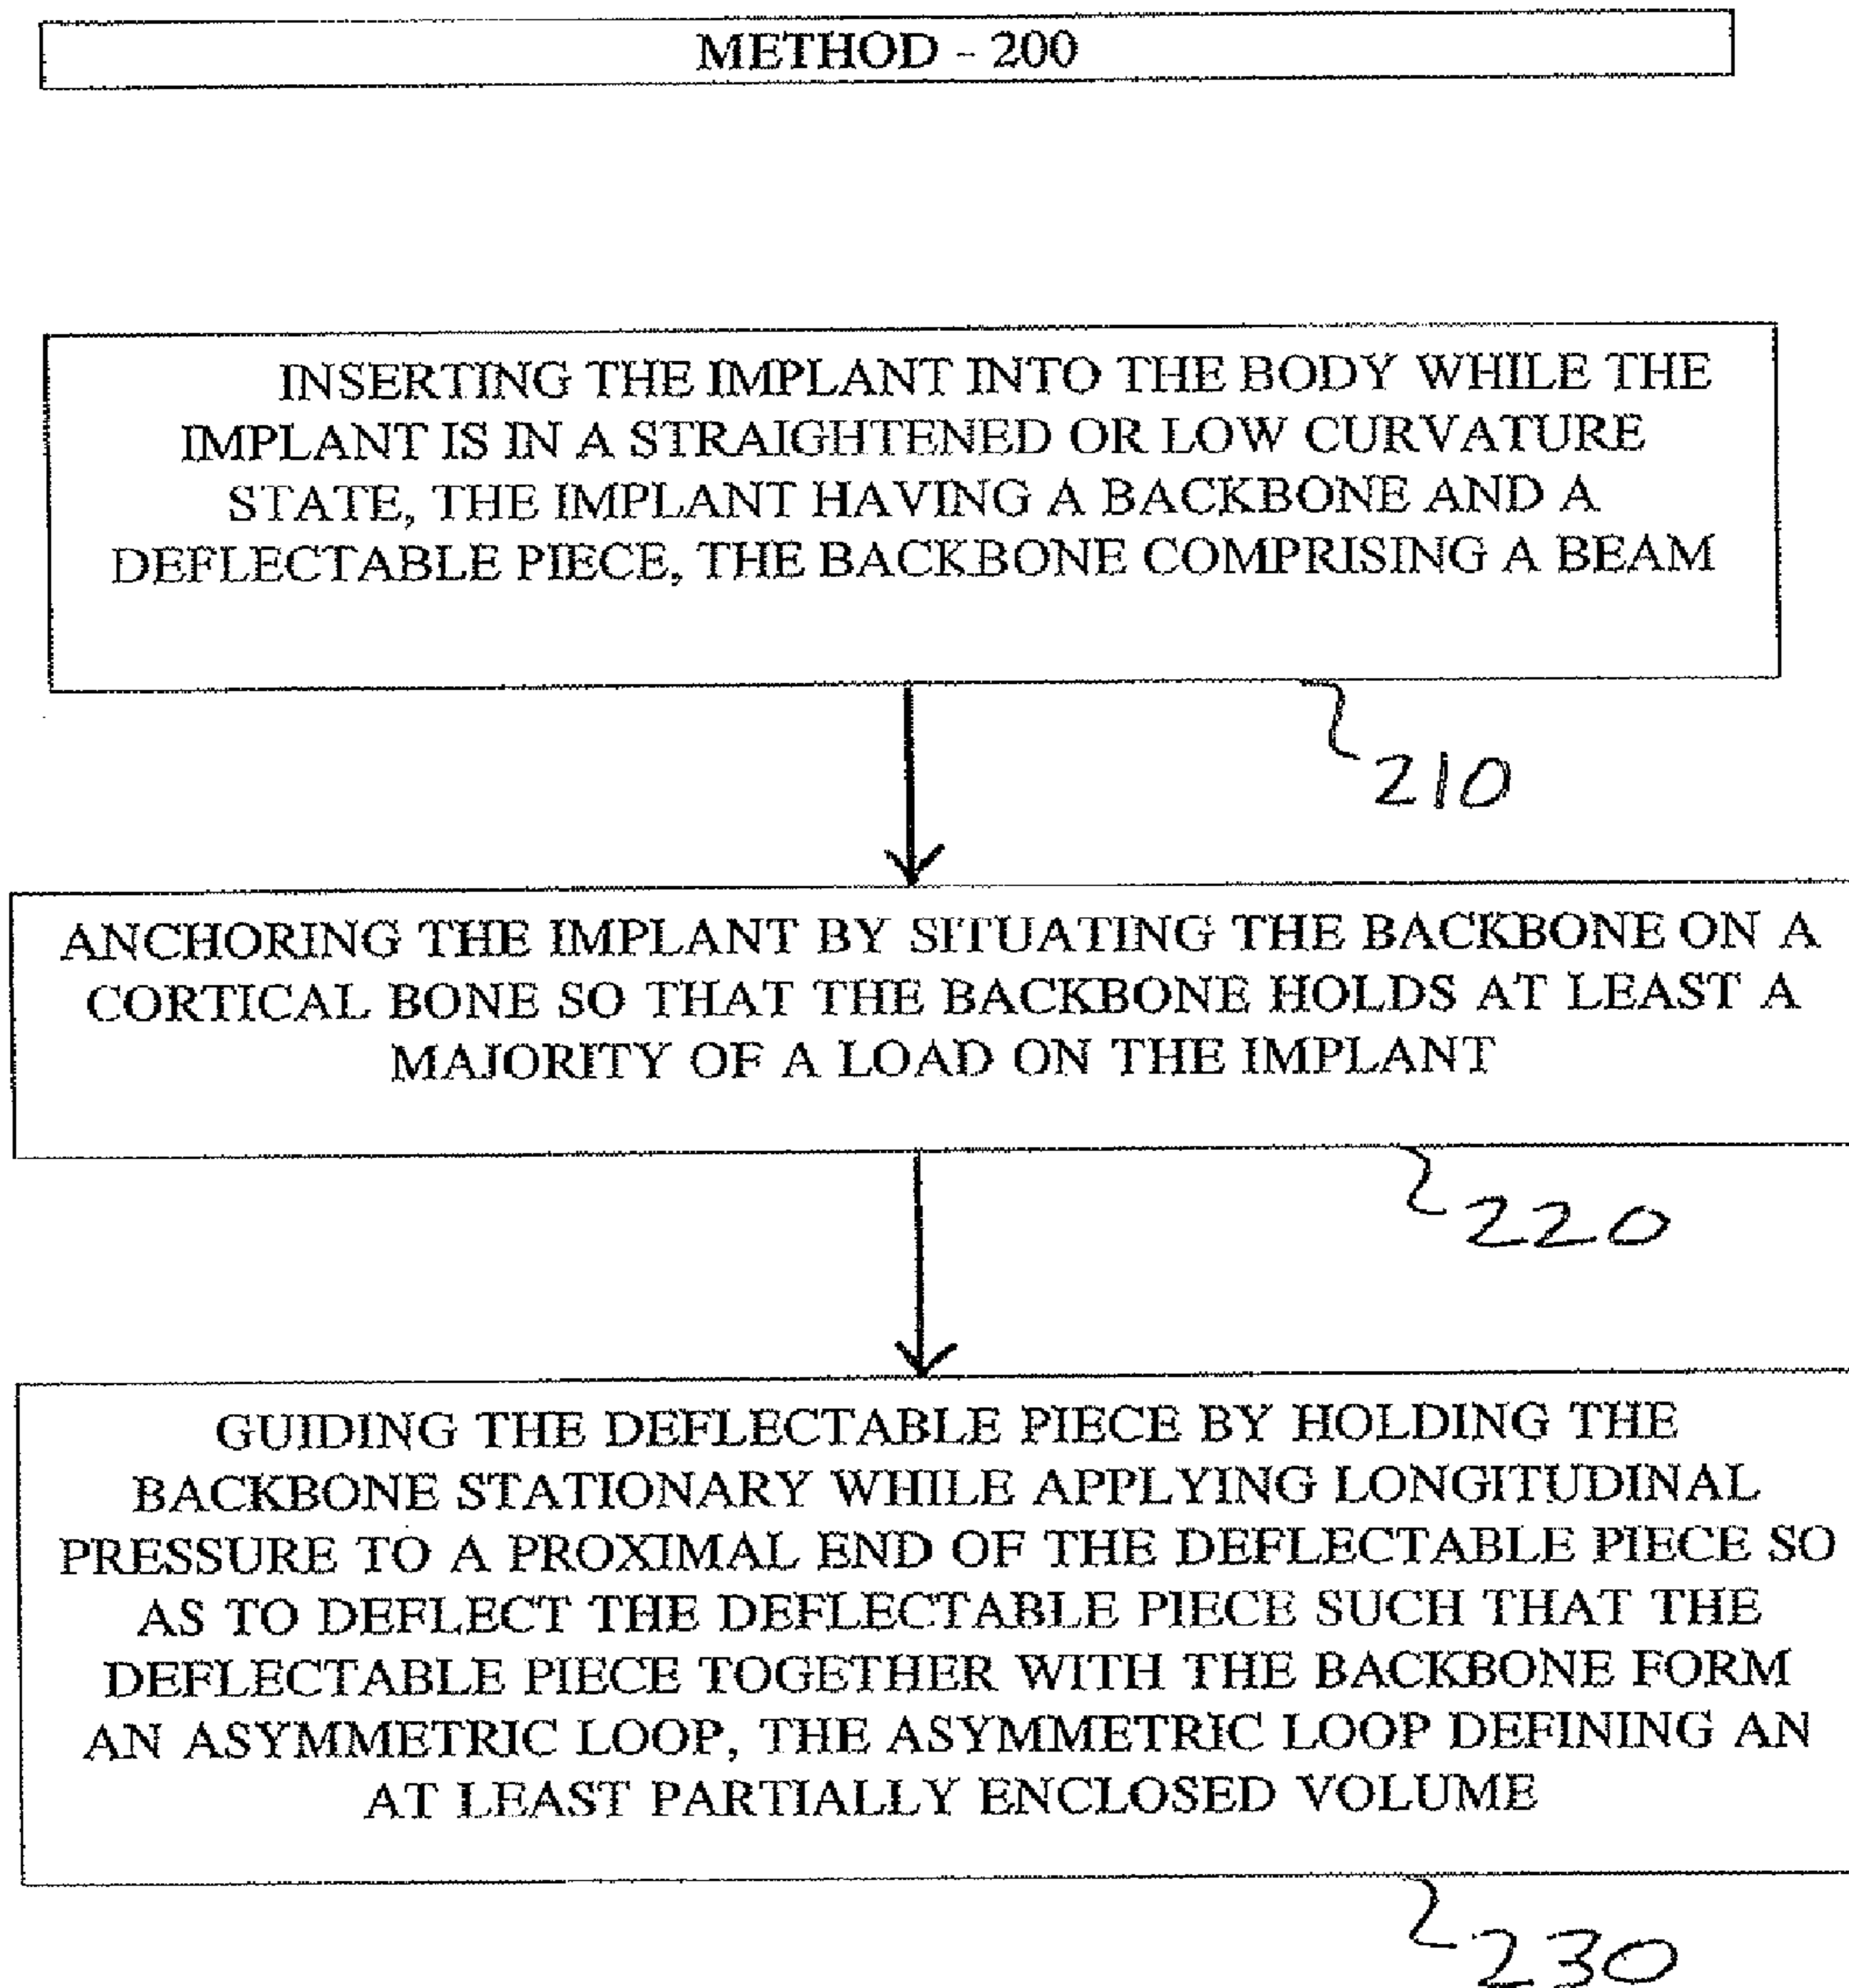 METHOD - 200
INSERTING THE IMPLANT INTO THE BODY WHILE THE
IMPLANT IS IN A STRAIGHTENED OR LOW CURVATURE
STATE, THE IMPLANT HAVING A BACKBONE AND A
DEFLECTABLE PIECE, THE BACKBONE COMPRISING A BEAM
210
ANCHORING THE IMPLANT BY SITUATING THE BACKBONE ON A
CORTICAL BONE SO THAT THE BACKBONE HOLDS AT LEAST A
MAJORITY OF A LOAD ON THE IMPLANT
220
GUIDING THE DEFLECTABLE PIECE BY HOLDING THE
BACKBONE STATIONARY WHILE APPLYING LONGITUDINAL
PRESSURE TO A PROXIMAL END OF THE DEFLECTABLE PIECE SO
AS TO DEFLECT THE DEFLECTABLE PIECE SUCH THAT THE
DEFLECTABLE PIECE TOGETHER WITH THE BACKBONE FORM
AN ASYMMETRIC LOOP, THE ASYMMETRIC LOOP DEFINING AN
AT LEAST PARTIALLY ENCLOSED VOLUME
230